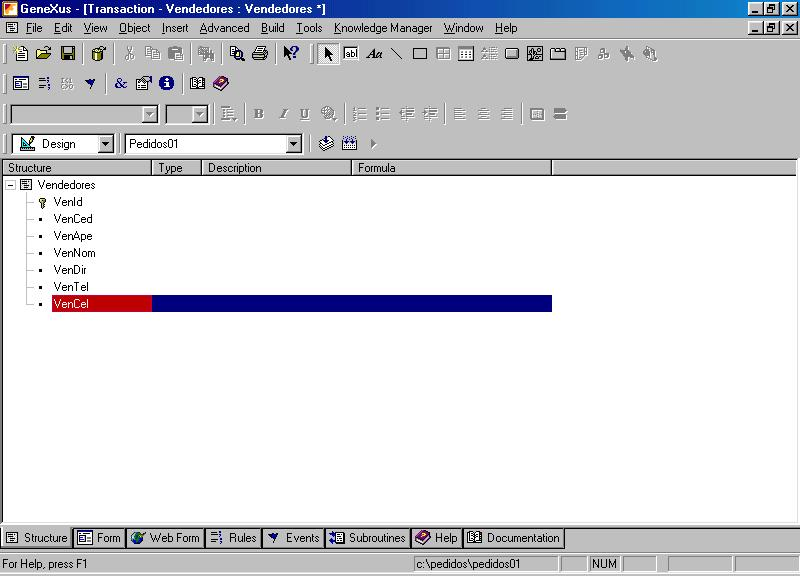 GeneXus - [Transaction - Vendedores : Vendedores *]
File Edit View Object Insert Advanced Build Tools Knowledge Manager Window Help
abl Aa
&
B I U
Design Pedidos01
Structure Type Description Formula
Vendedores
VenId
VenCed
VenApe
VenNom
VenDir
VenTel
VenCel
Structure Form Web Form Rules Events Subroutines Help Documentation
For Help, press F1 c:\pedidos\pedidos01 NUM